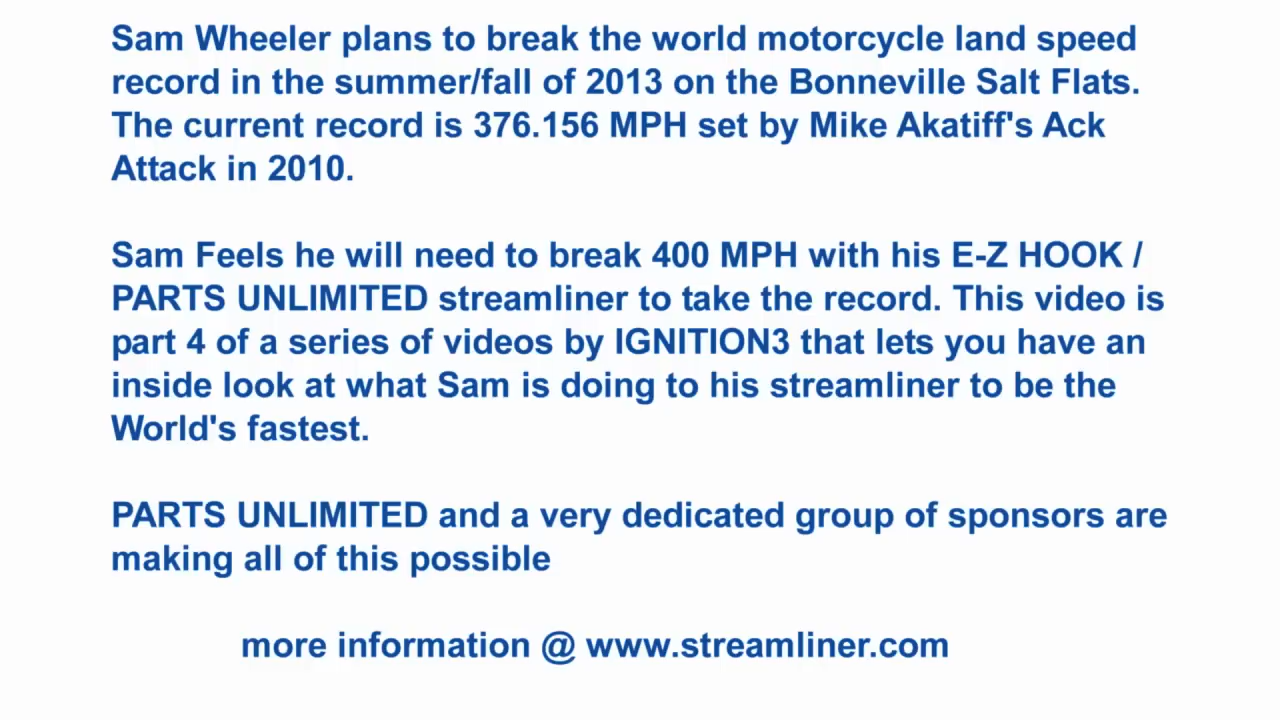 Sam Wheeler plans to break the world motorcycle land speed
record in the summer/fall of 2013 on the Bonneville Salt Flats.
The current record is 376.156 MPH set by Mike Akatiff's Ack
Attack in 2010.
Sam Feels he will need to break 400 MPH with his E-Z HOOK /
PARTS UNLIMITED streamliner to take the record. This video is
part 4 of a series of videos by IGNITION3 that lets you have an
inside look at what Sam is doing to his streamliner to be the
World's fastest.
PARTS UNLIMITED and a very dedicated group of sponsors are
making all of this possible
more information @ www.streamliner.com